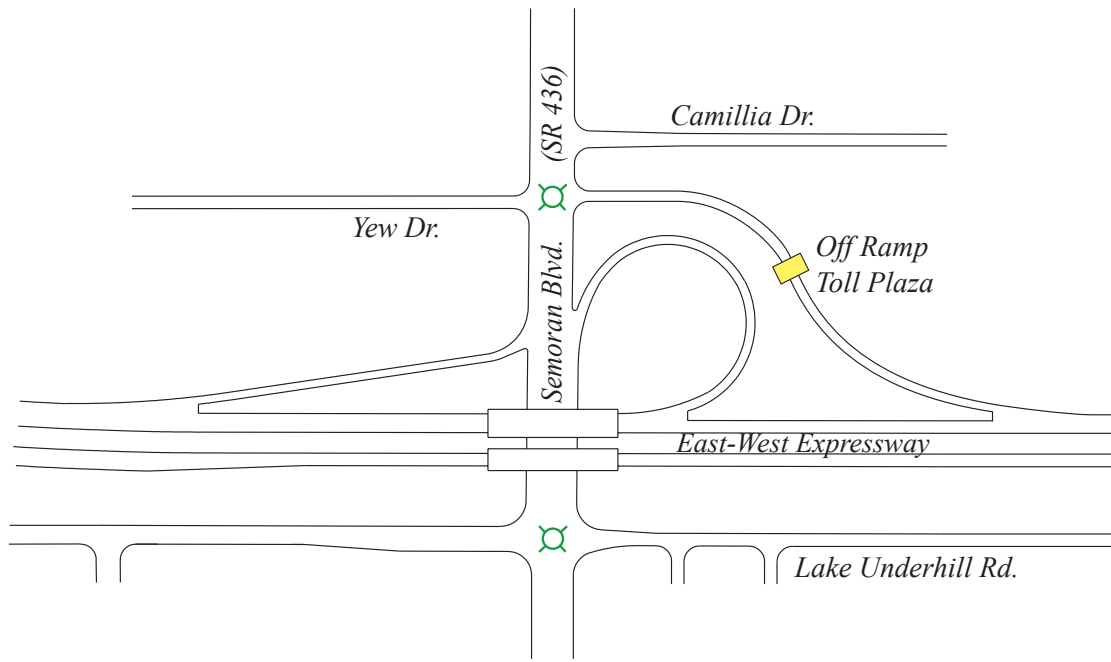 (SR 436)
Camillia Dr.
Yew Dr.
Semoran Blvd.
Off Ramp
Toll Plaza
East-West Expressway
Lake Underhill Rd.